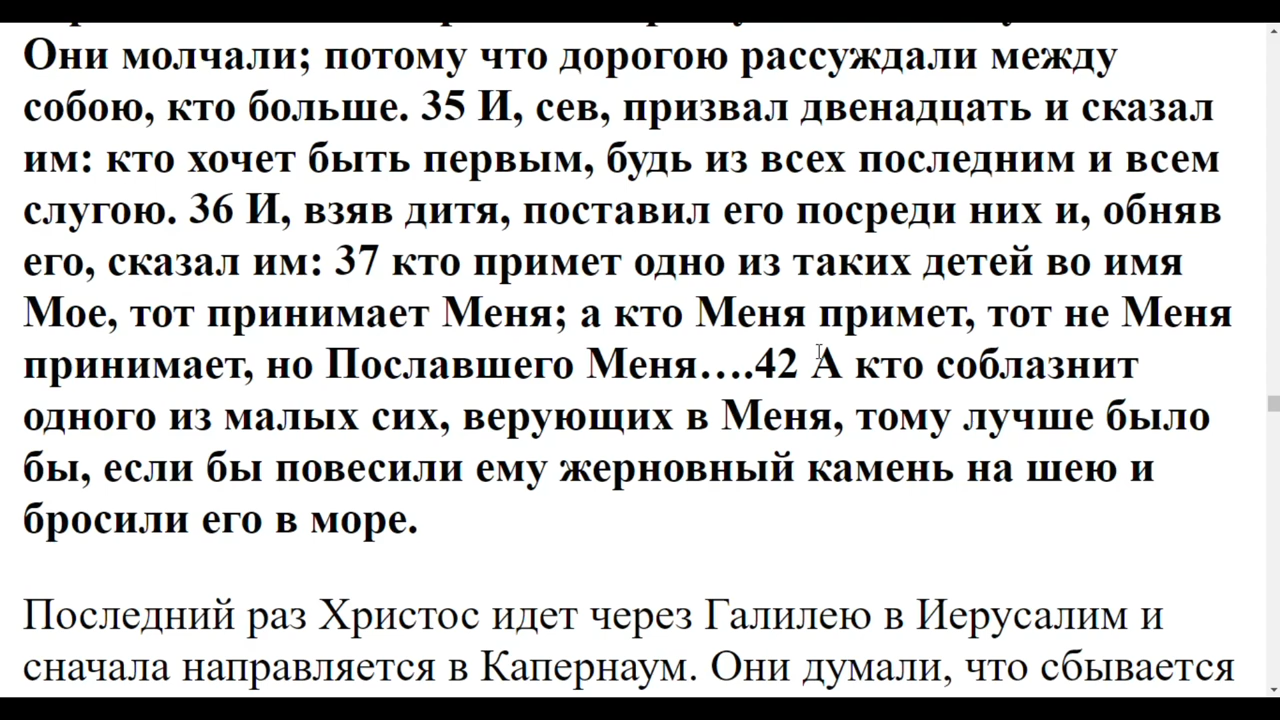 Они молчали; потому что дорогою рассуждали между
собою, кто больше. 35 И, сев, призвал двенадцать и сказал
им: кто хочет быть первым, будь из всех последним и всем
слугою. 36 И, взяв дитя, поставил его посреди них и, обняв
его, сказал им: 37 кто примет одно из таких детей во имя
Мое, тот принимает Меня; а кто Меня примет, тот не Меня
принимает, но Пославшего Меня….42 А кто соблазнит
одного из малых сих, верующих в Меня, тому лучше было
бы, если бы повесили ему жерновный камень на шею и
бросили его в море.
Последний раз Христос идет через Галилею в Иерусалим и
сначала направляется в Капернаум. Они думали, что сбывается